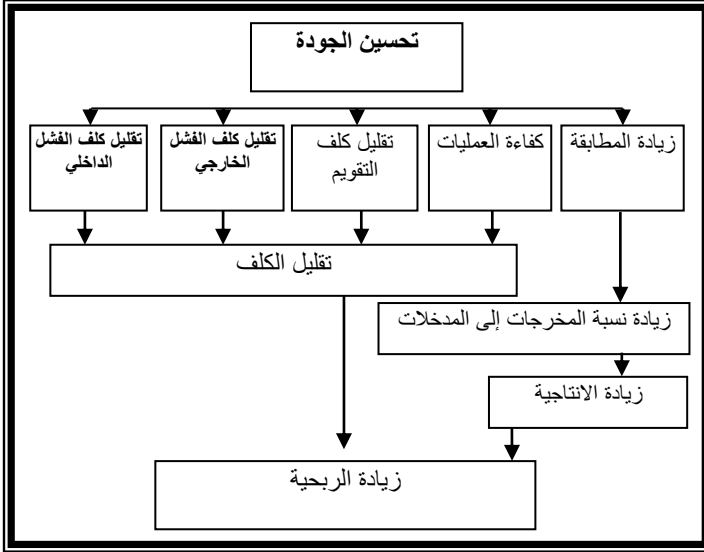 تحسين الجودة
زيادة المطابقة
كفاءة العمليات
تقليل كلف
التقويم
تقليل كلف الفشل
الخارجي
تقليل كلف الفشل
الداخلي
تقليل الكلف
زيادة نسبة المخرجات إلى المدخلات
زيادة الانتاجية
زيادة الربحية